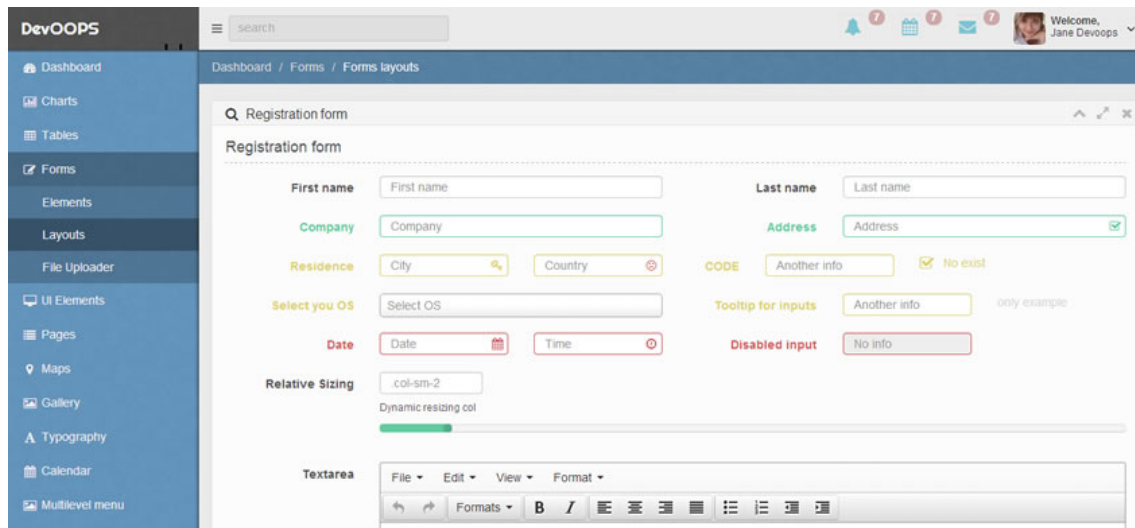 DevOOPS
search
7
7
7
Welcome,
Jane Devoops
Dashboard
Charts
Tables
Forms
Elements
Layouts
File Uploader
UI Elements
Pages
Maps
Gallery
Typography
Calendar
Multilevel menu
Dashboard / Forms / Forms layouts
Registration form
Registration form
First name First name Last name Last name
Company Company Address Address
Residence City Country CODE Another info No exist
Select you OS Select OS Tooltip for inputs Another info only example
Date Date Time Disabled input No info
Relative Sizing .col-sm-2
Dynamic resizing col
Textarea File Edit View Format
Formats B I